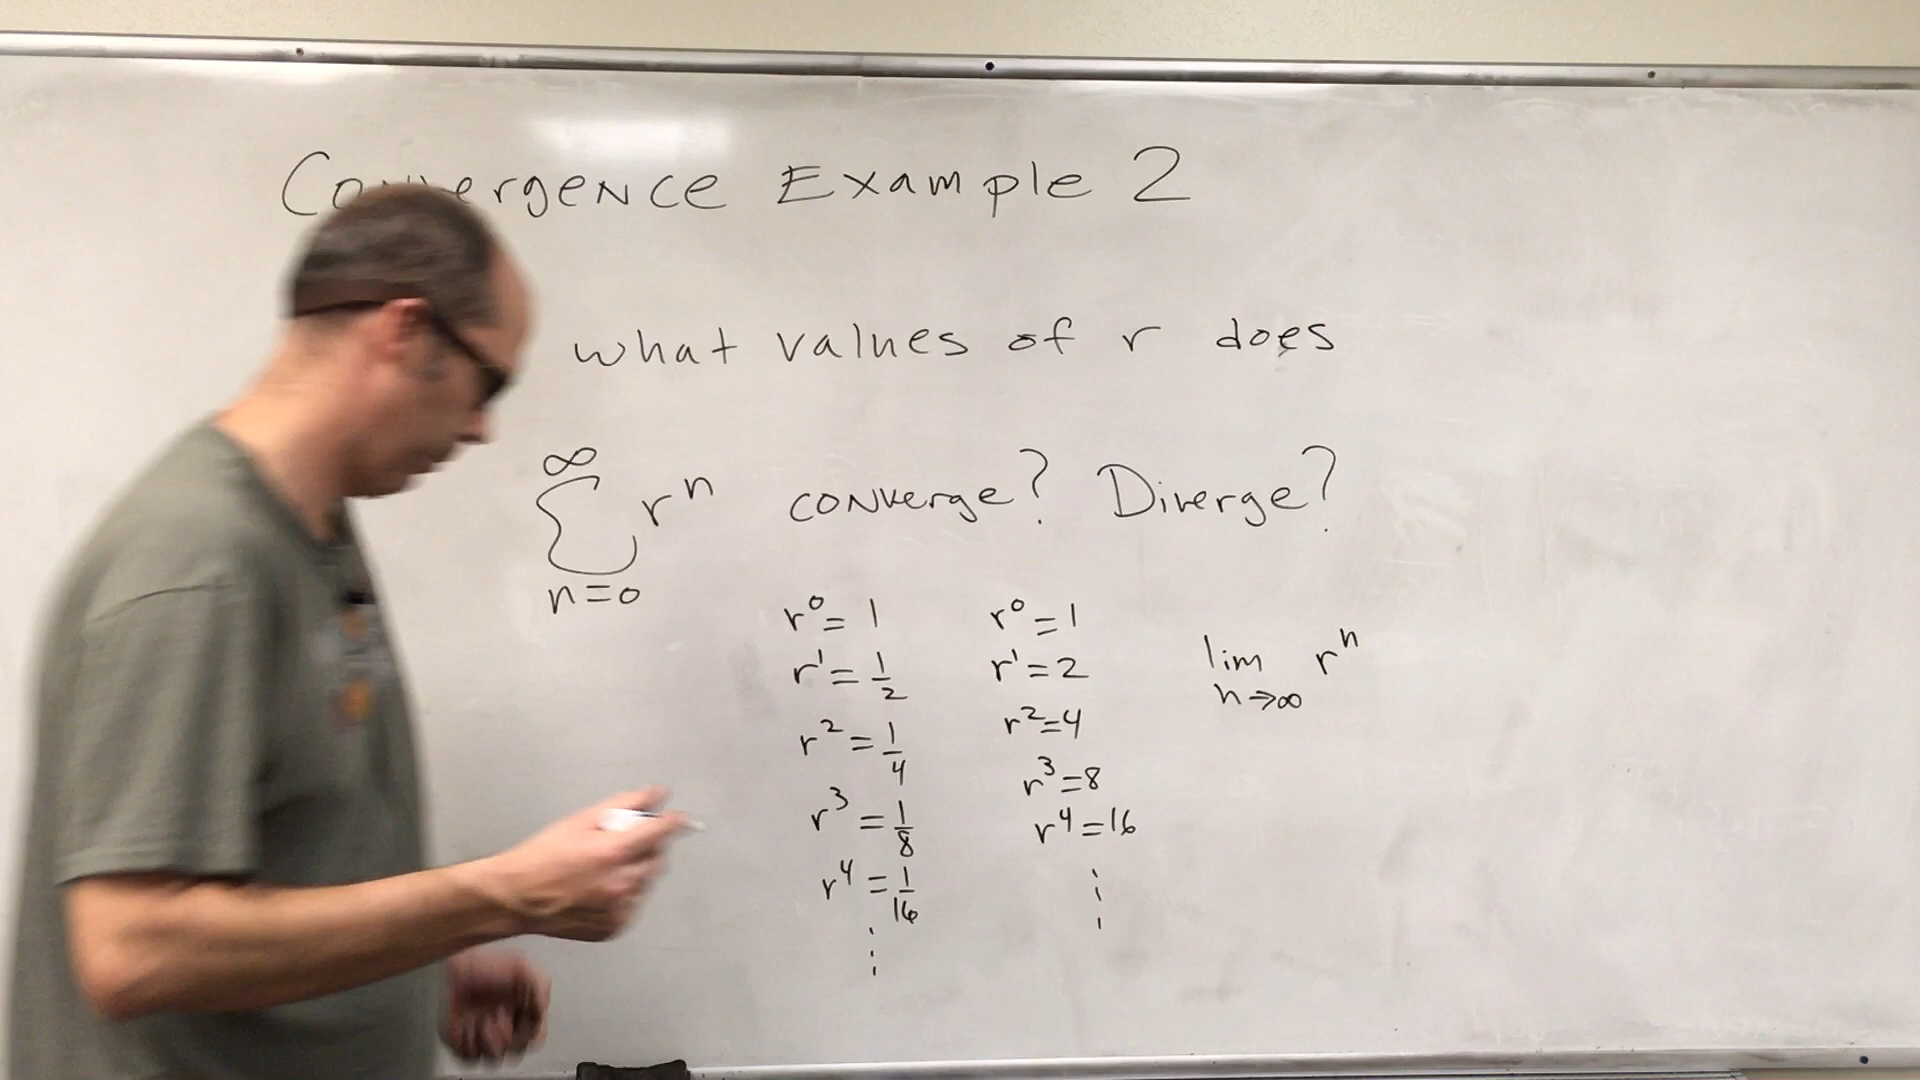 Convergence Example 2
what values of r does
∞
∑ rⁿ converge? Diverge?
n=0
r⁰ = 1
r¹ = 1/2
r² = 1/4
r³ = 1/8
r⁴ = 1/16
⋮
r⁰ = 1
r¹ = 2
r² = 4
r³ = 8
r⁴ = 16
⋮
lim rⁿ
n→∞